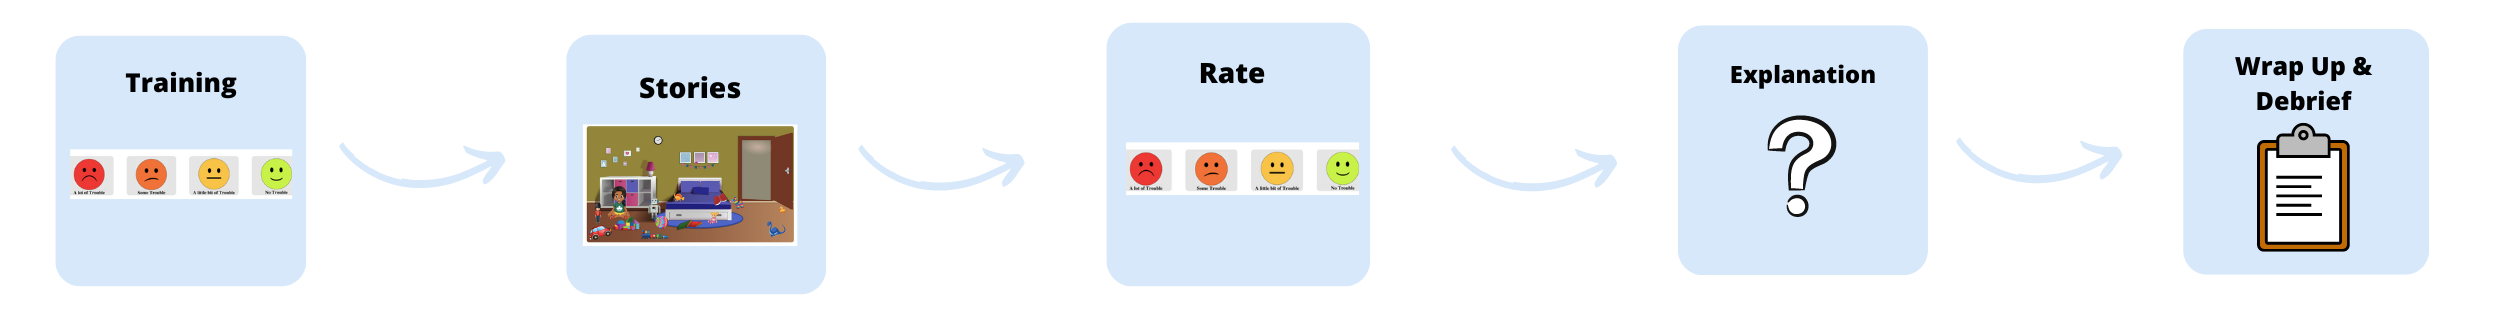 Training
A lot of Trouble
Some Trouble
A little bit of Trouble
No Trouble
Stories
Rate
A lot of Trouble
Some Trouble
A little bit of Trouble
No Trouble
Explanation
Wrap Up &
Debrief